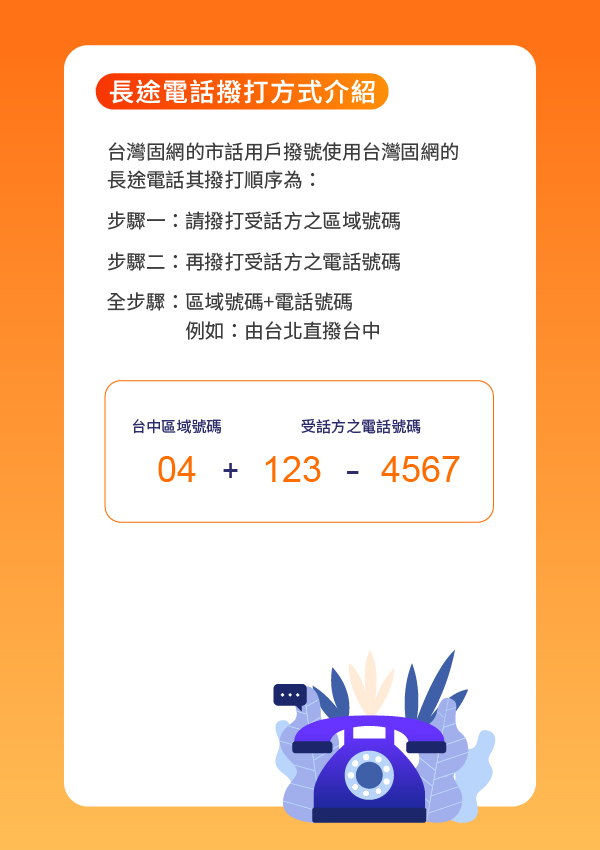 長途電話撥打方式介紹
台灣固網的市話用戶撥號使用台灣固網的
長途電話其撥打順序為：
步驟一：請撥打受話方之區域號碼
步驟二：再撥打受話方之電話號碼
全步驟：區域號碼+電話號碼
例如：由台北直撥台中
台中區域號碼 受話方之電話號碼
04 + 123 - 4567